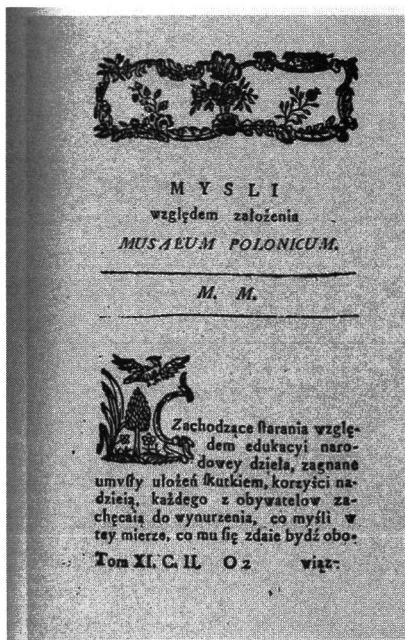 MYSLI
względem założenia
MUSAEUM POLONICUM.
M. M.
Zachodzące ſtarania wzglę-
dem edukacyi naro-
dowey dzieła, zagnane
umyſły ułożeń ſkutkiem, korzyści na-
dzieią, każdego z obywatelow za-
chęcaią do wynurzenia, co myśli w
tey mierze, co mu się zdaie bydź obo-
Tom XI. C. II. O2 wiąz-